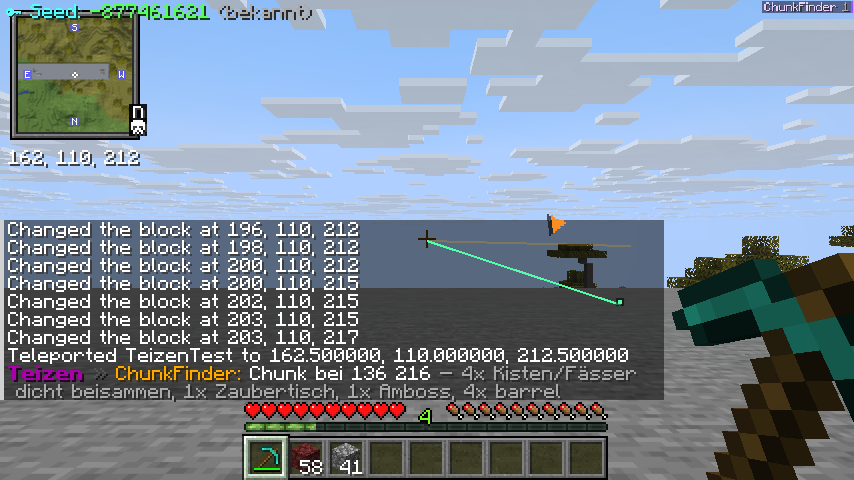 Seed: -877461621 (bekannt)
ChunkFinder 1
S
E
W
N
162, 110, 212
Changed the block at 196, 110, 212
Changed the block at 198, 110, 212
Changed the block at 200, 110, 212
Changed the block at 200, 110, 215
Changed the block at 202, 110, 215
Changed the block at 203, 110, 215
Changed the block at 203, 110, 217
Teleported TeizenTest to 162.500000, 110.000000, 212.500000
Teizen » ChunkFinder: Chunk bei 136 216 – 4x Kisten/Fässer
dicht beisammen, 1x Zaubertisch, 1x Amboss, 4x barrel
4
58
41